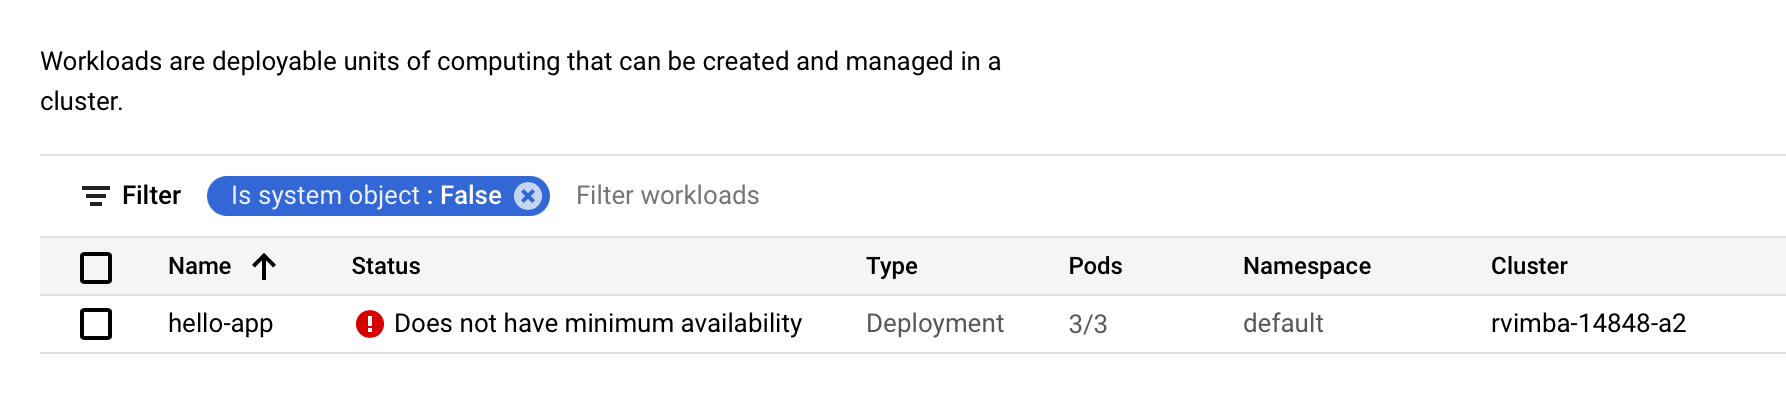 Workloads are deployable units of computing that can be created and managed in a
cluster.
Filter Is system object : False Filter workloads
Name Status Type Pods Namespace Cluster
hello-app Does not have minimum availability Deployment 3/3 default rvimba-14848-a2